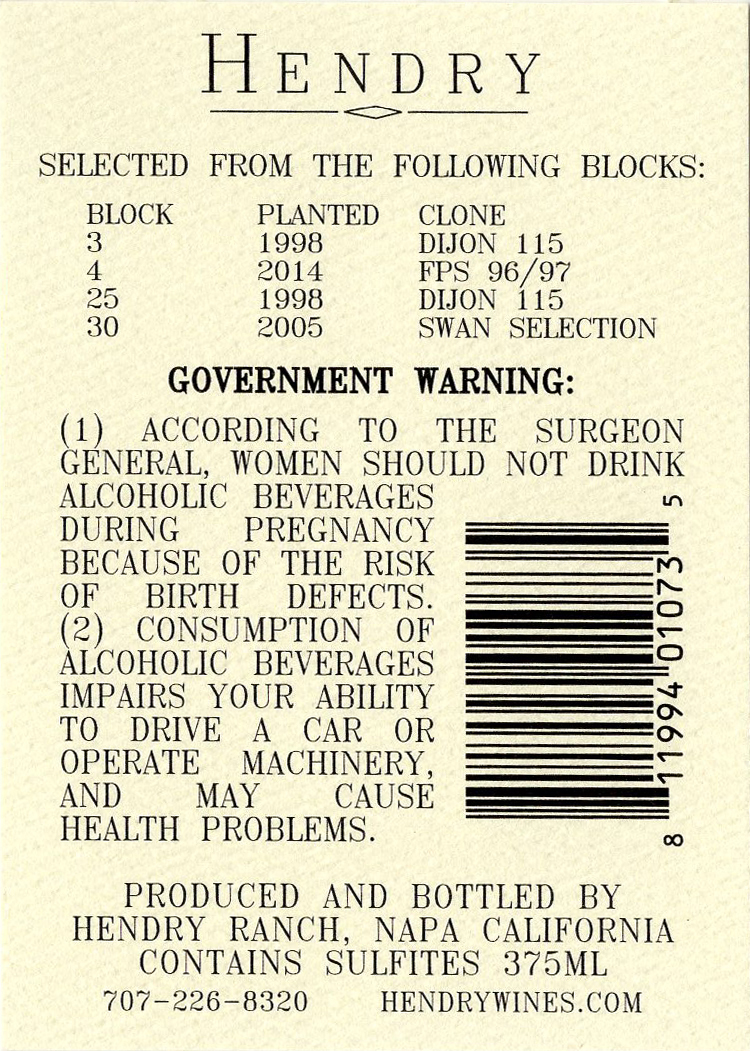 HENDRY
SELECTED FROM THE FOLLOWING BLOCKS:
BLOCK PLANTED CLONE
3 1998 DIJON 115
4 2014 FPS 96/97
25 1998 DIJON 115
30 2005 SWAN SELECTION
GOVERNMENT WARNING:
(1) ACCORDING TO THE SURGEON
GENERAL, WOMEN SHOULD NOT DRINK
ALCOHOLIC BEVERAGES
DURING PREGNANCY
BECAUSE OF THE RISK
OF BIRTH DEFECTS.
(2) CONSUMPTION OF
ALCOHOLIC BEVERAGES
IMPAIRS YOUR ABILITY
TO DRIVE A CAR OR
OPERATE MACHINERY,
AND MAY CAUSE
HEALTH PROBLEMS.
8 11994 01073 5
PRODUCED AND BOTTLED BY
HENDRY RANCH, NAPA CALIFORNIA
CONTAINS SULFITES 375ML
707-226-8320 HENDRYWINES.COM